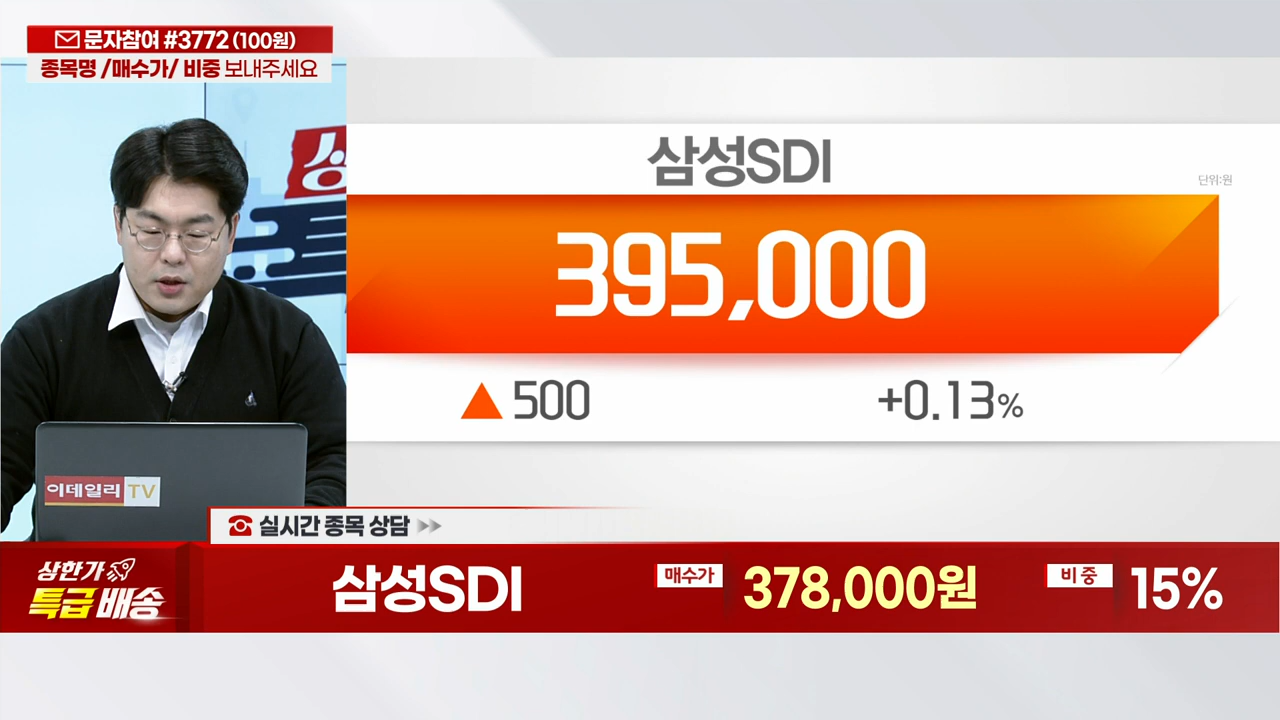 문자참여 #3772 (100원)
종목명 /매수가/ 비중 보내주세요
삼성SDI
단위:원
395,000
▲ 500 +0.13%
이데일리 TV
실시간 종목 상담
상한가
특급 배송
삼성SDI 매수가 378,000원 비중 15%